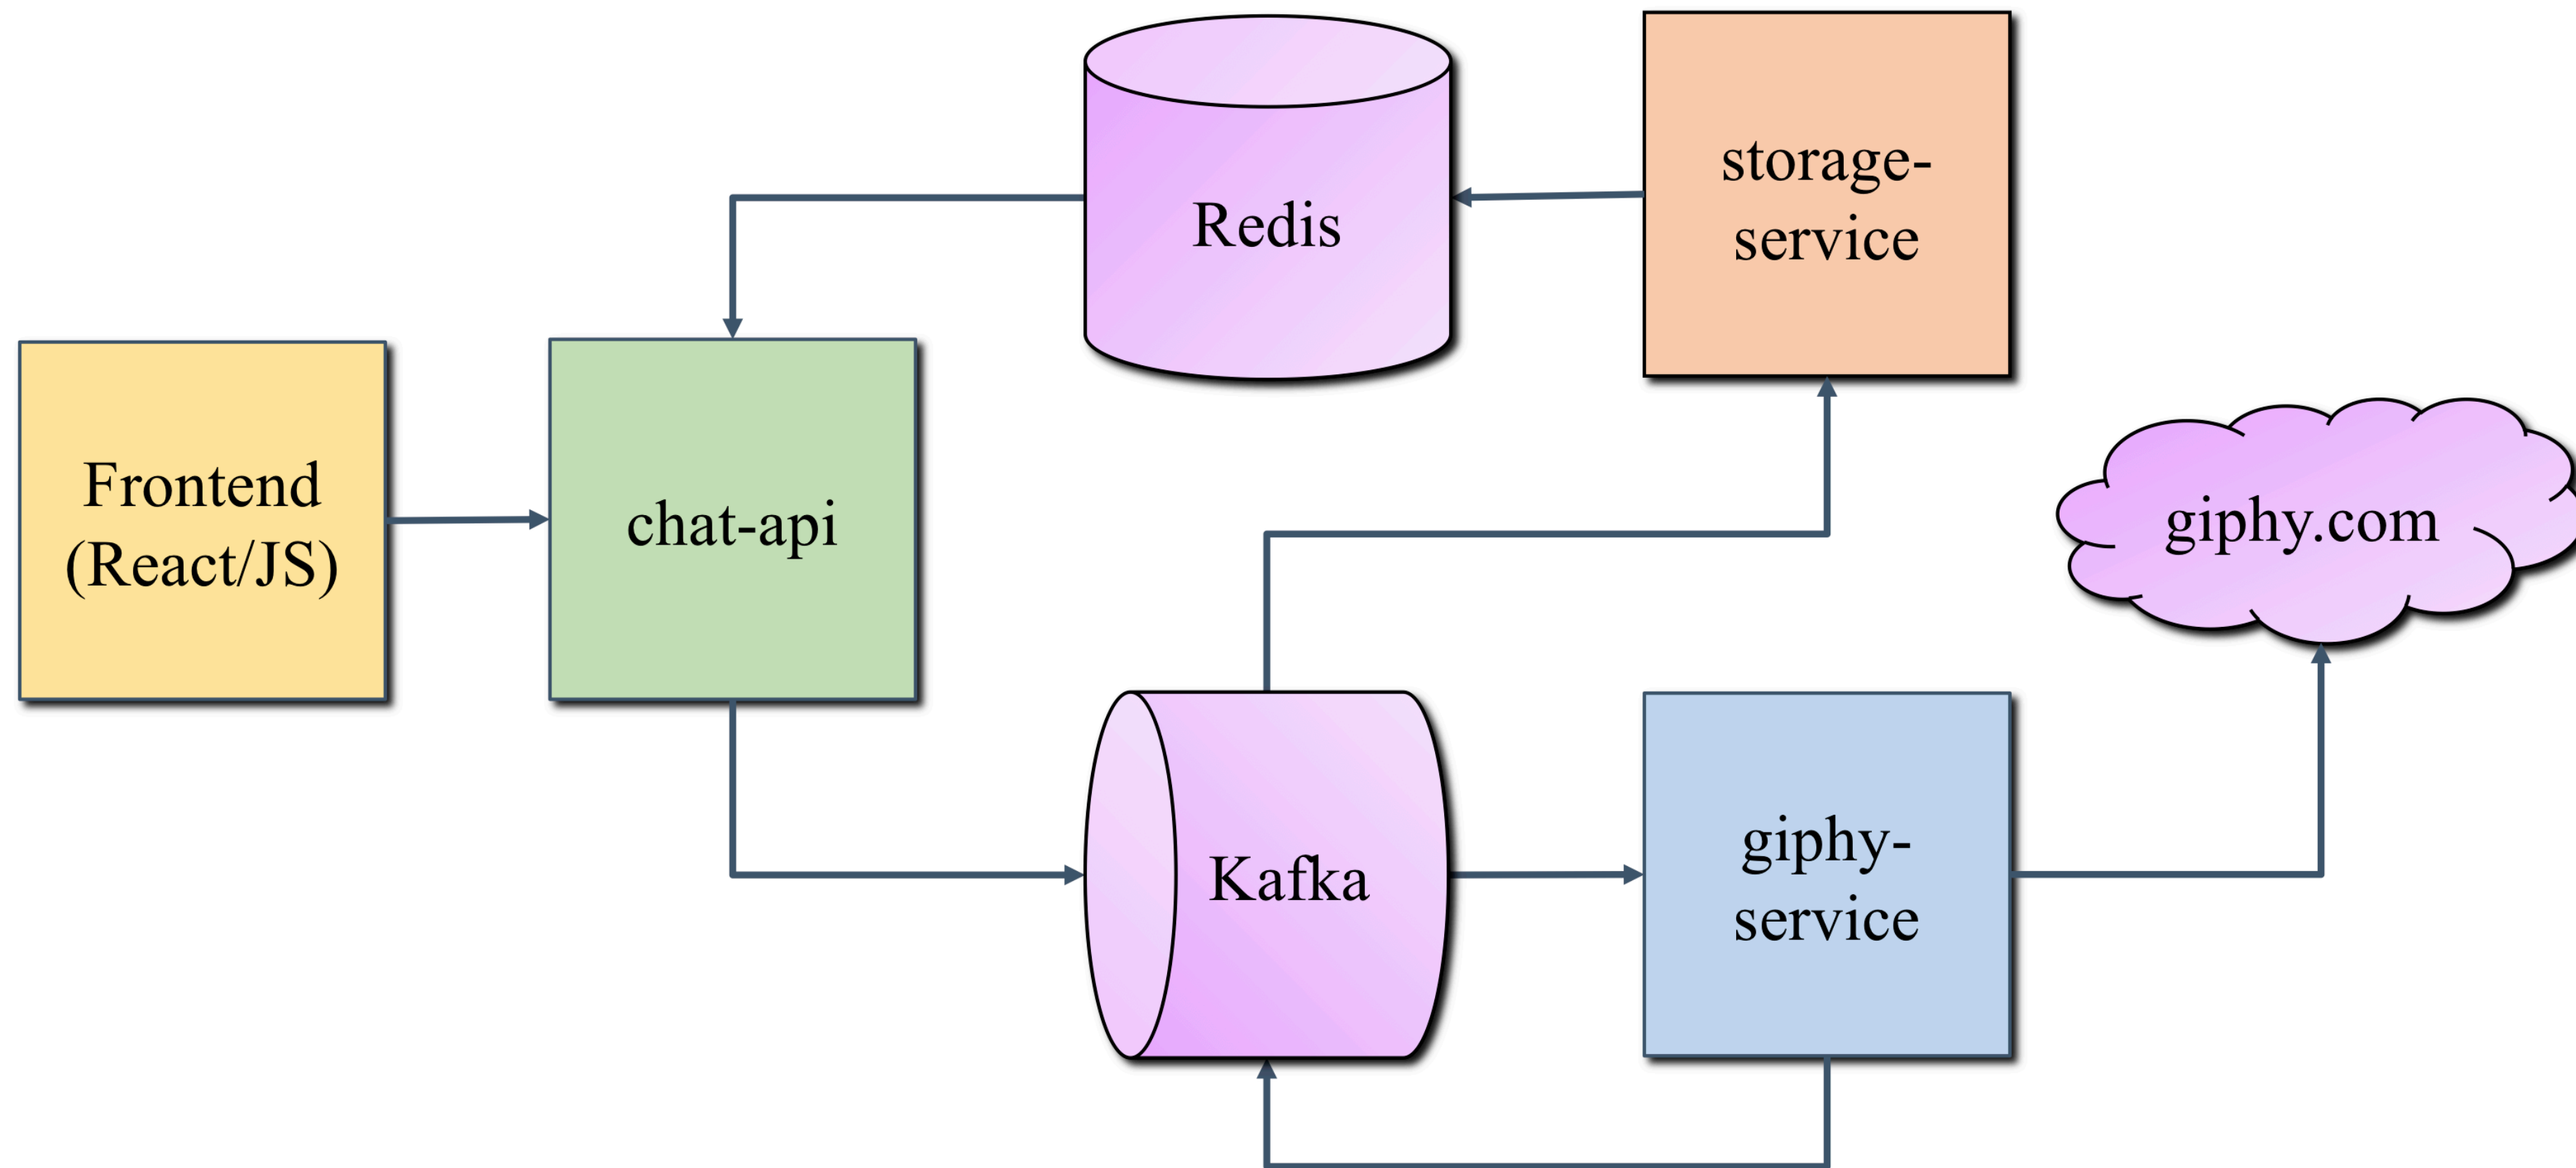 Redis
storage-
service
Frontend
(React/JS)
chat-api
giphy.com
Kafka
giphy-
service